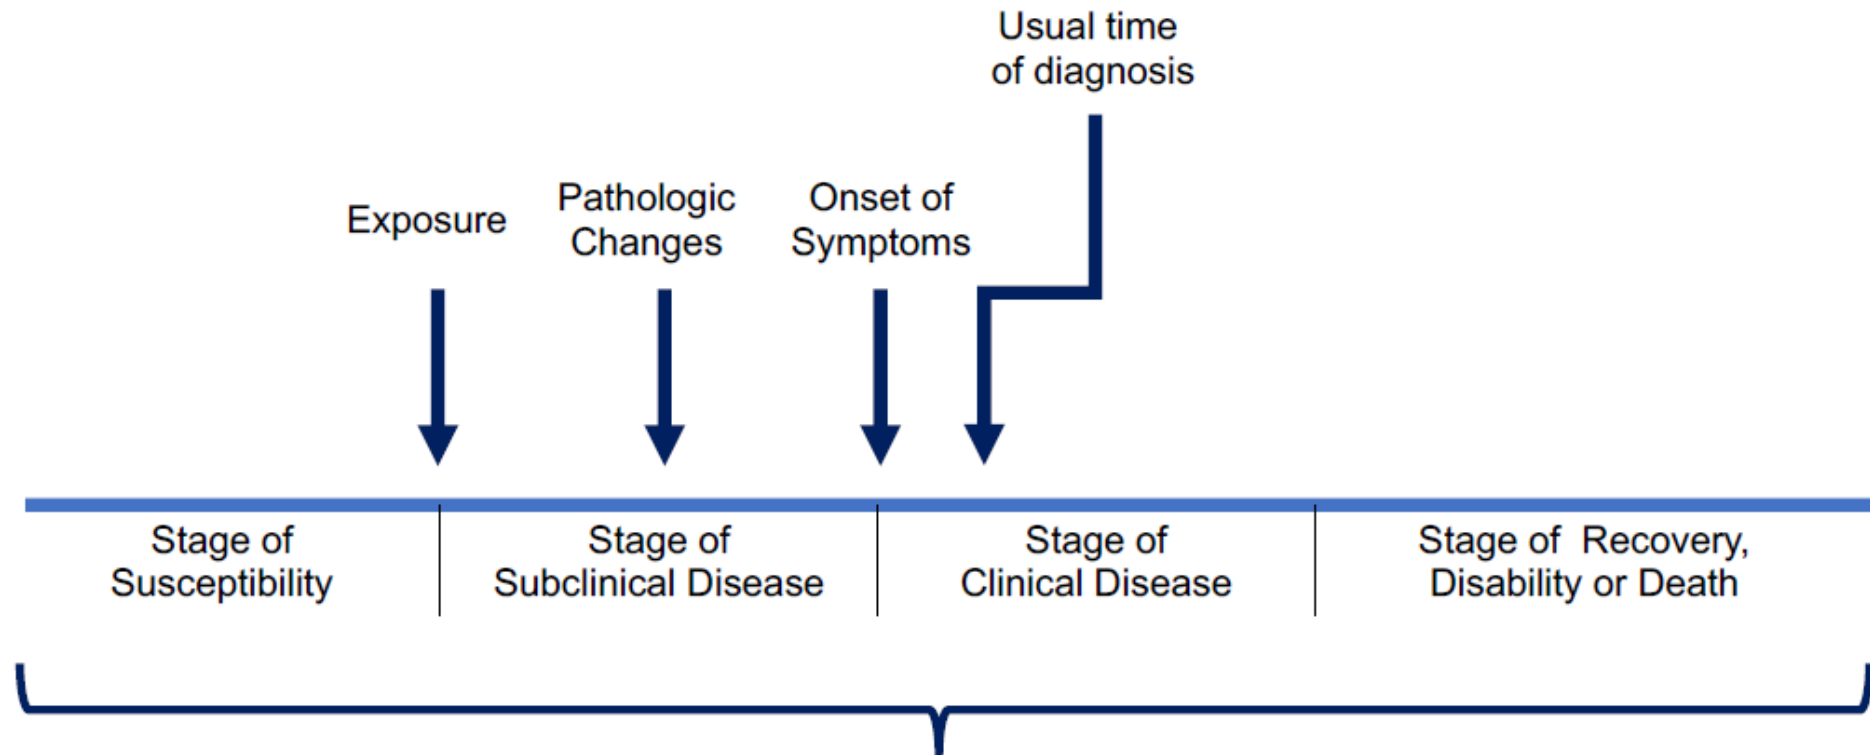 Usual time
of diagnosis
Exposure
Pathologic
Changes
Onset of
Symptoms
Stage of
Susceptibility
Stage of
Subclinical Disease
Stage of
Clinical Disease
Stage of Recovery,
Disability or Death